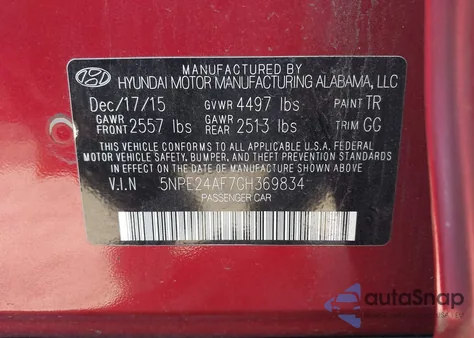 MANUFACTURED BY
HYUNDAI MOTOR MANUFACTURING ALABAMA, LLC
Dec/17/15 GVWR 4497 lbs PAINT TR
GAWR FRONT 2557 lbs GAWR REAR 2513 lbs TRIM GG
THIS VEHICLE CONFORMS TO ALL APPLICABLE U.S.A. FEDERAL
MOTOR VEHICLE SAFETY, BUMPER, AND THEFT
PREVENTION STANDARDS IN EFFECT ON THE DATE OF MANUFACTURE SHOWN ABOVE.
V.I.N 5NPE24AF7GH369834
PASSENGER CAR
autoSnap